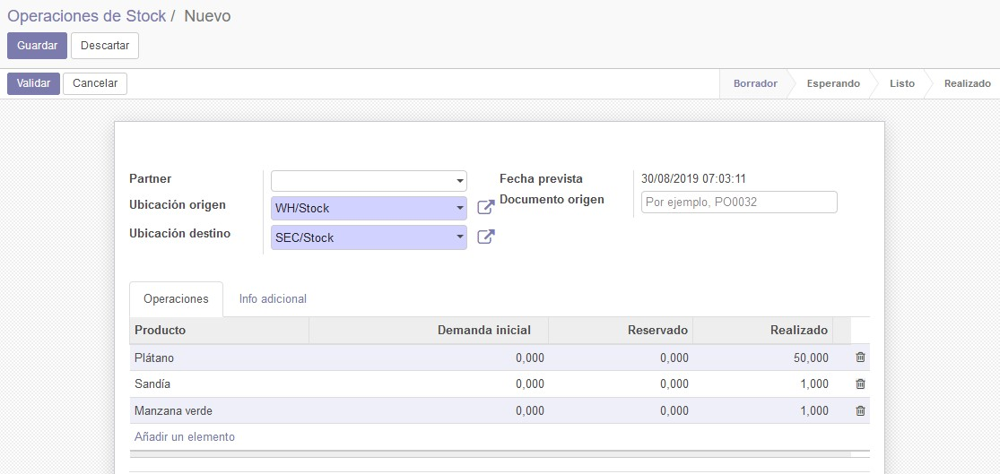 Operaciones de Stock / Nuevo
Guardar Descartar
Validar Cancelar Borrador Esperando Listo Realizado
Partner Fecha prevista 30/08/2019 07:03:11
Ubicación origen WH/Stock Documento origen Por ejemplo, PO0032
Ubicación destino SEC/Stock
Operaciones Info adicional
Producto Demanda inicial Reservado Realizado
Plátano 0,000 0,000 50,000
Sandía 0,000 0,000 1,000
Manzana verde 0,000 0,000 1,000
Añadir un elemento